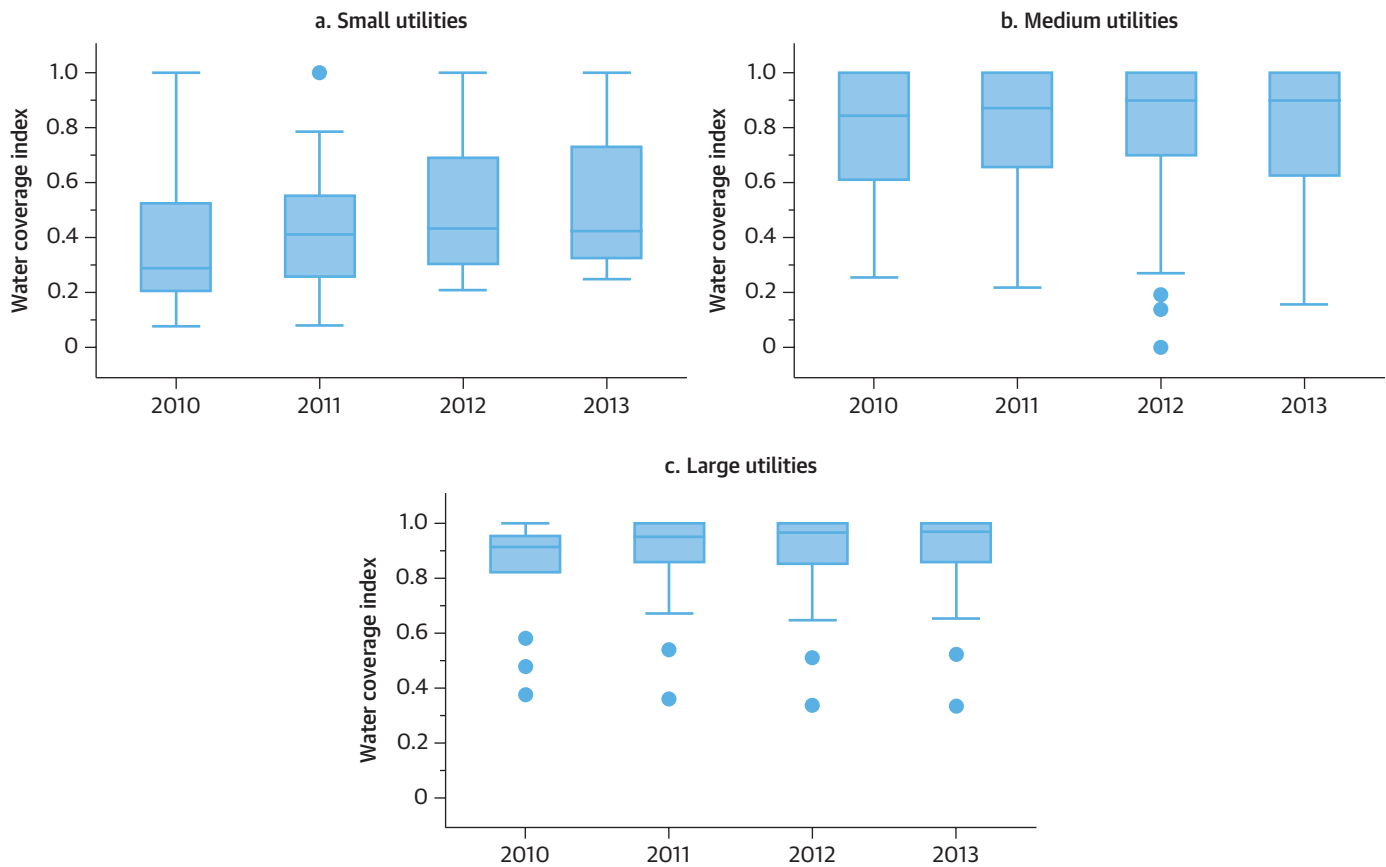 a. Small utilities
Water coverage index
1.0
0.8
0.6
0.4
0.2
0
2010 2011 2012 2013
b. Medium utilities
Water coverage index
1.0
0.8
0.6
0.4
0.2
0
2010 2011 2012 2013
c. Large utilities
Water coverage index
1.0
0.8
0.6
0.4
0.2
0
2010 2011 2012 2013